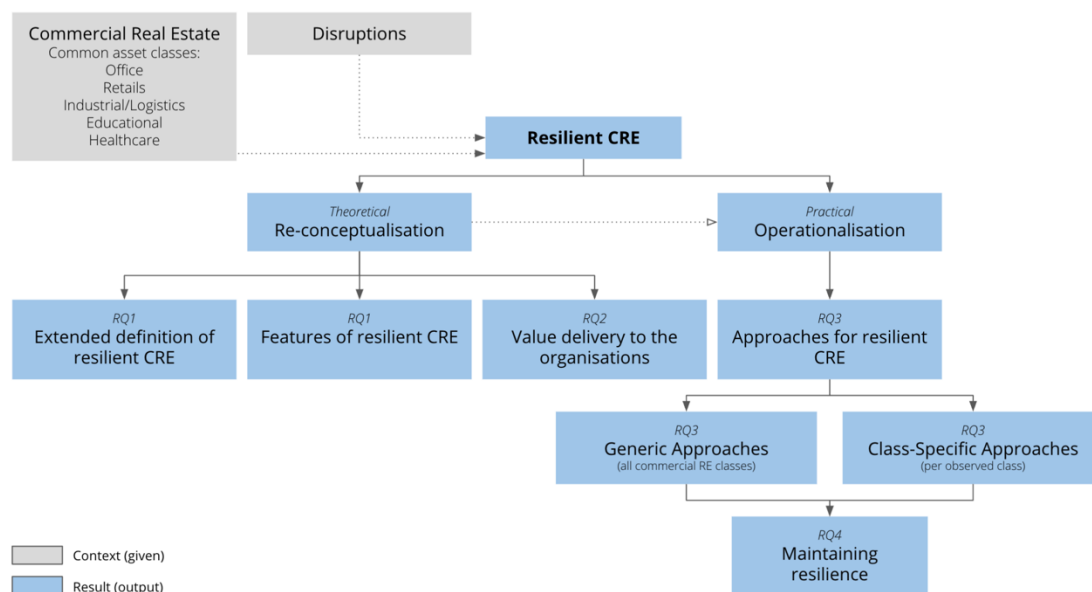 Commercial Real Estate
Common asset classes:
Office
Retails
Industrial/Logistics
Educational
Healthcare
Disruptions
Resilient CRE
Theoretical
Re-conceptualisation
Practical
Operationalisation
RQ1
Extended definition of
resilient CRE
RQ1
Features of resilient CRE
RQ2
Value delivery to the
organisations
RQ3
Approaches for resilient
CRE
RQ3
Generic Approaches
(all commercial RE classes)
RQ3
Class-Specific Approaches
(per observed class)
RQ4
Maintaining
resilience
Context (given)
Result (output)